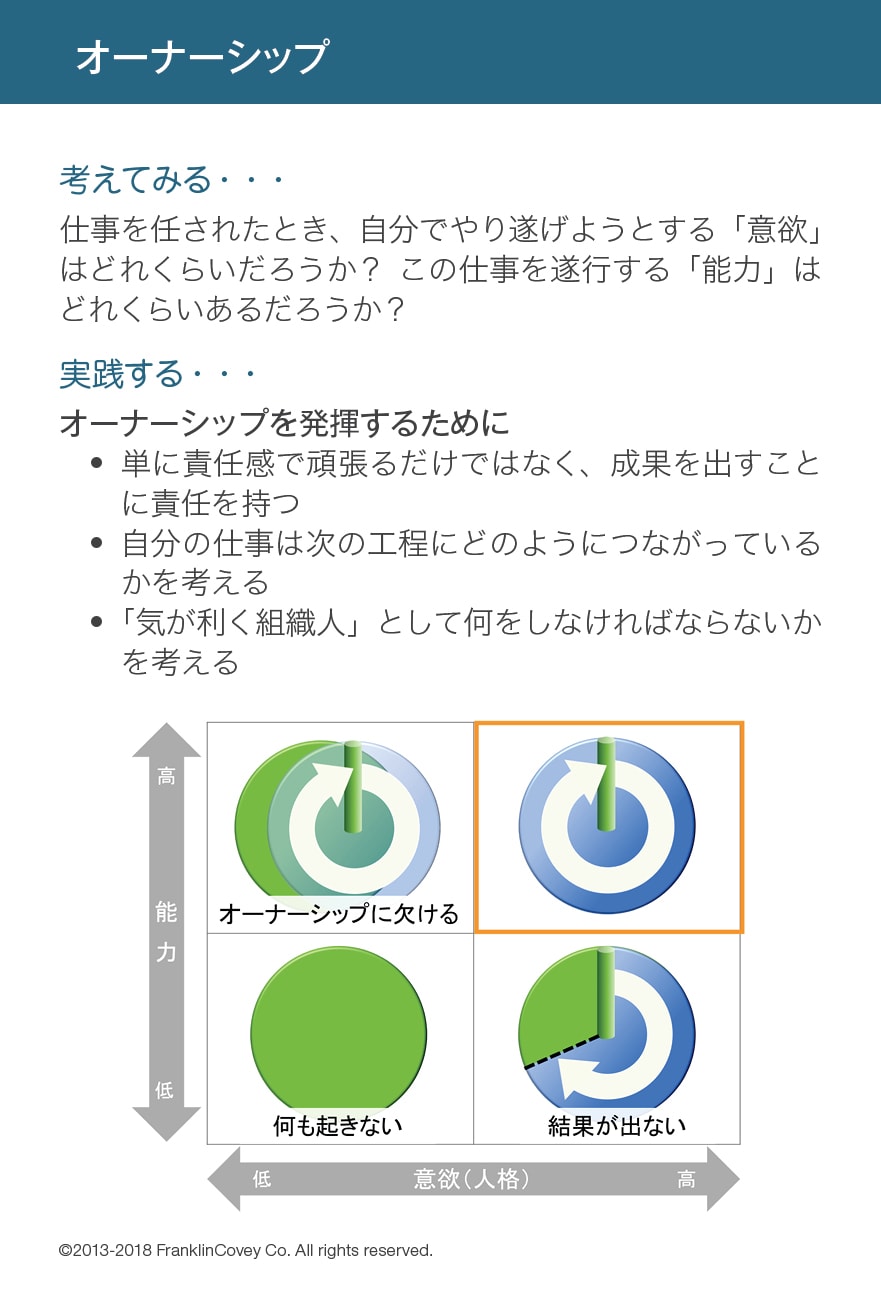 オーナーシップ
考えてみる・・・
仕事を任されたとき、自分でやり遂げようとする「意欲」
はどれくらいだろうか？ この仕事を遂行する「能力」は
どれくらいあるだろうか？
実践する・・・
オーナーシップを発揮するために
• 単に責任感で頑張るだけではなく、成果を出すこと
に責任を持つ
• 自分の仕事は次の工程にどのようにつながっている
かを考える
• 「気が利く組織人」として何をしなければならないか
を考える
高
能力
低
オーナーシップに欠ける
何も起きない
結果が出ない
低
意欲（人格）
高
©2013-2018 FranklinCovey Co. All rights reserved.